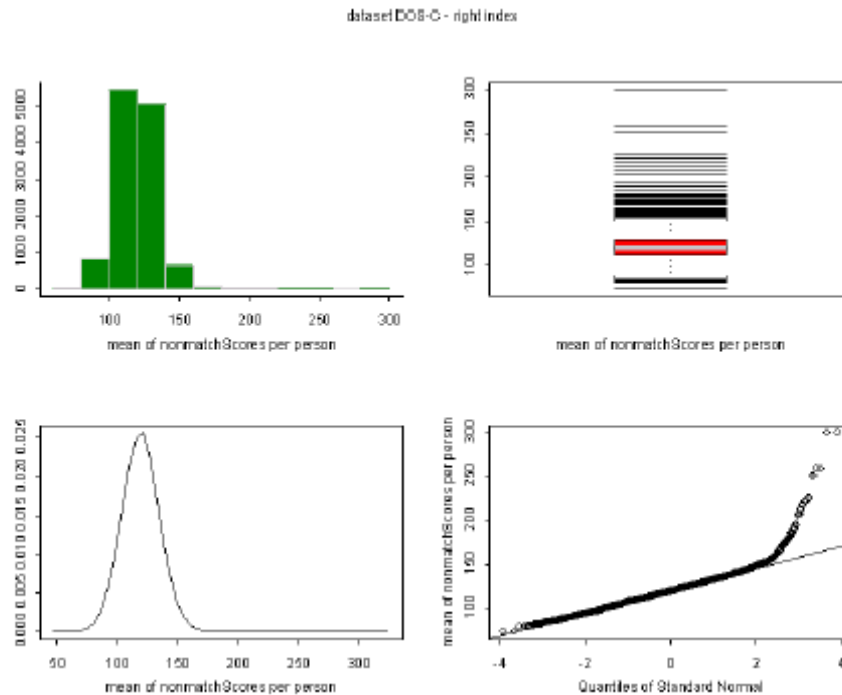 dataset DOS-C - right index
5000
4000
3000
2000
1000
0
100 150 200 250 300
mean of nonmatchScores per person
300
250
200
150
100
mean of nonmatchScores per person
0.025
0.020
0.015
0.010
0.005
0.000
50 100 150 200 250 300
mean of nonmatchScores per person
mean of nonmatchScores per person
300
250
200
150
100
-4 -2 0 2 4
Quantiles of Standard Normal